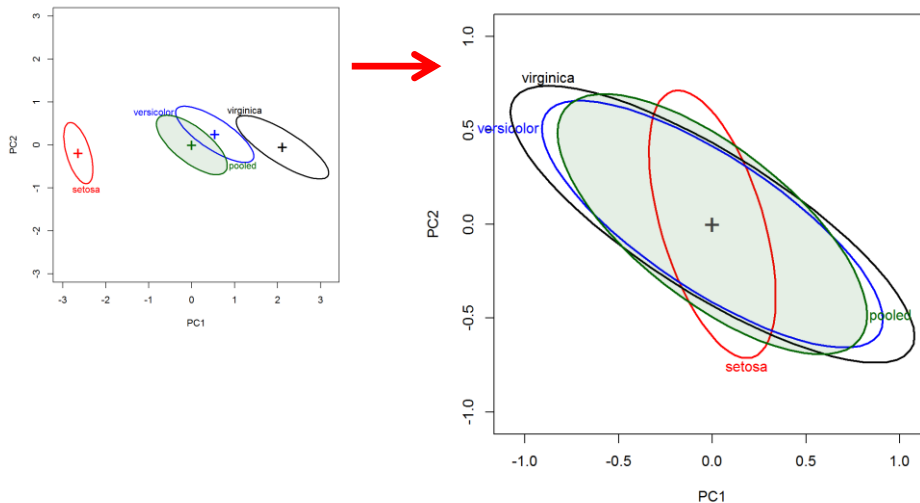 3
2
1
0
-1
-2
-3
PC2
versicolor
virginica
pooled
setosa
-3 -2 -1 0 1 2 3
PC1
1.0
0.5
0.0
-0.5
-1.0
PC2
virginica
versicolor
pooled
setosa
-1.0 -0.5 0.0 0.5 1.0
PC1